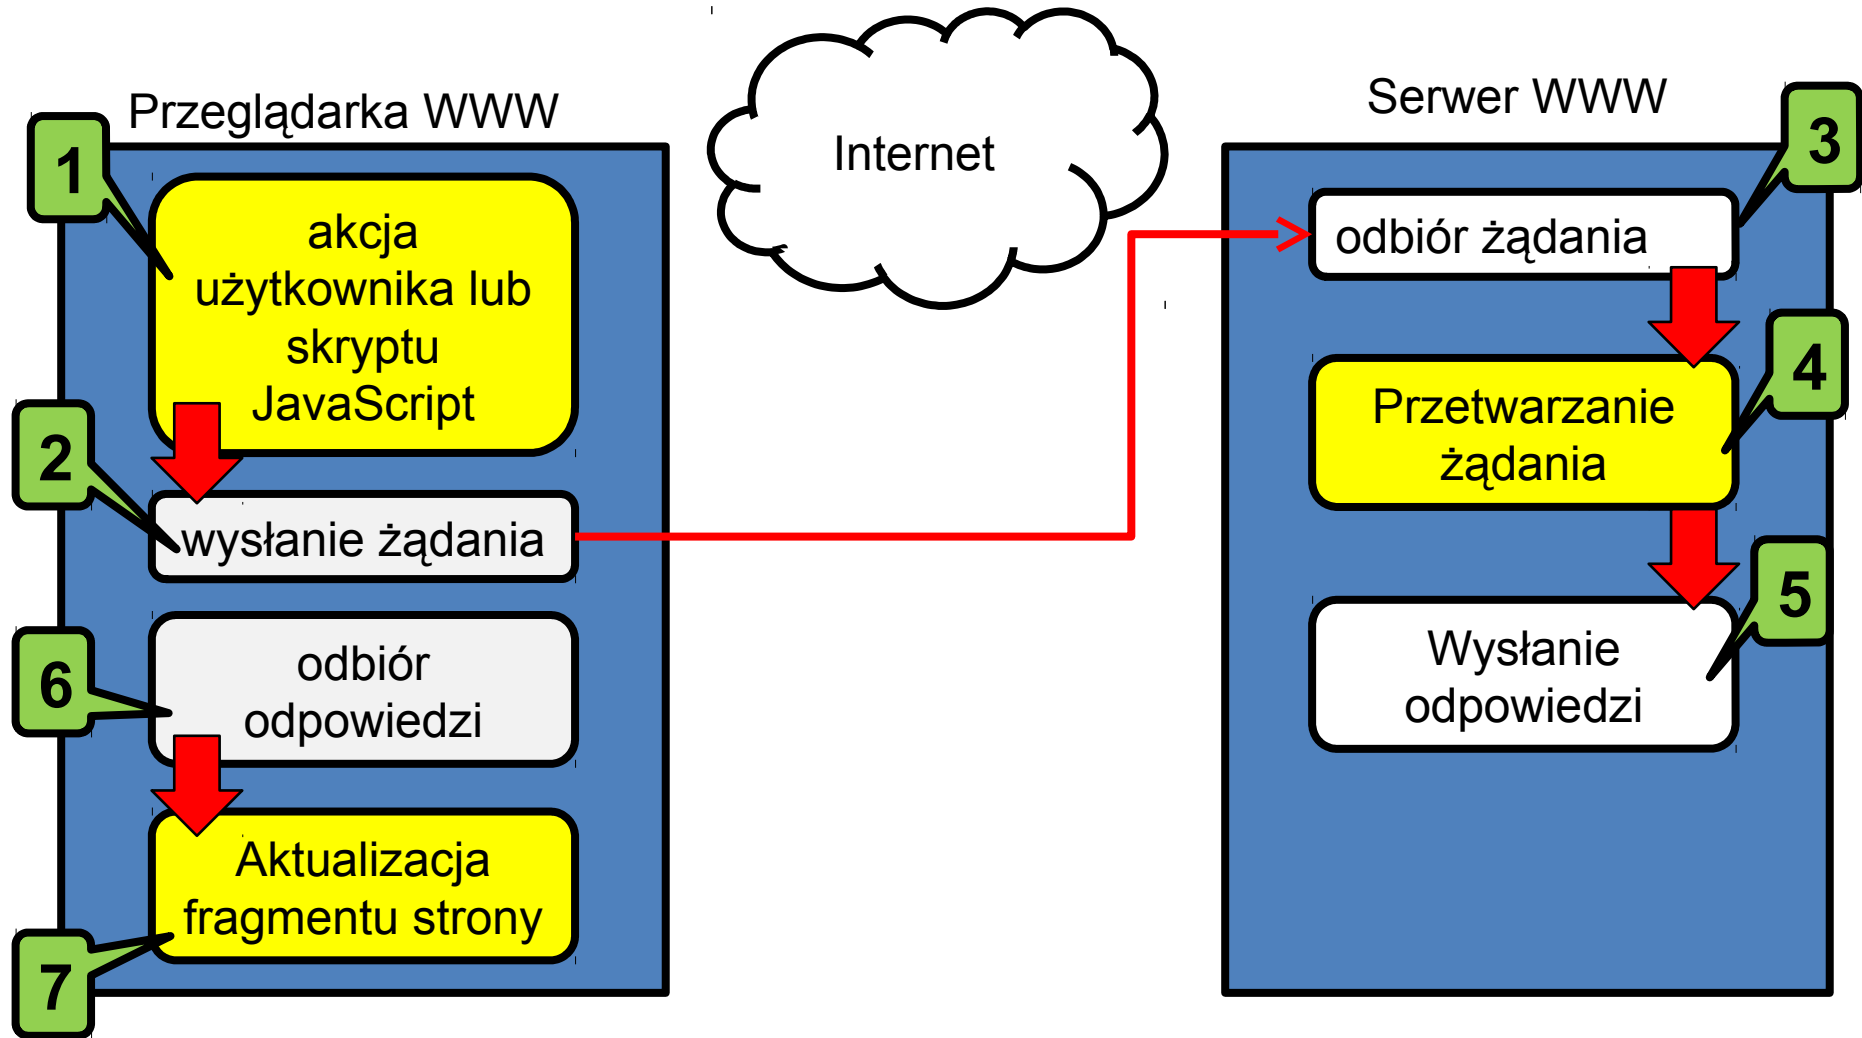 Przeglądarka WWW
1
akcja
użytkownika lub
skryptu
JavaScript
2
wysłanie żądania
6
odbiór
odpowiedzi
Aktualizacja
fragmentu strony
7
Internet
Serwer WWW
3
odbiór żądania
4
Przetwarzanie
żądania
5
Wysłanie
odpowiedzi